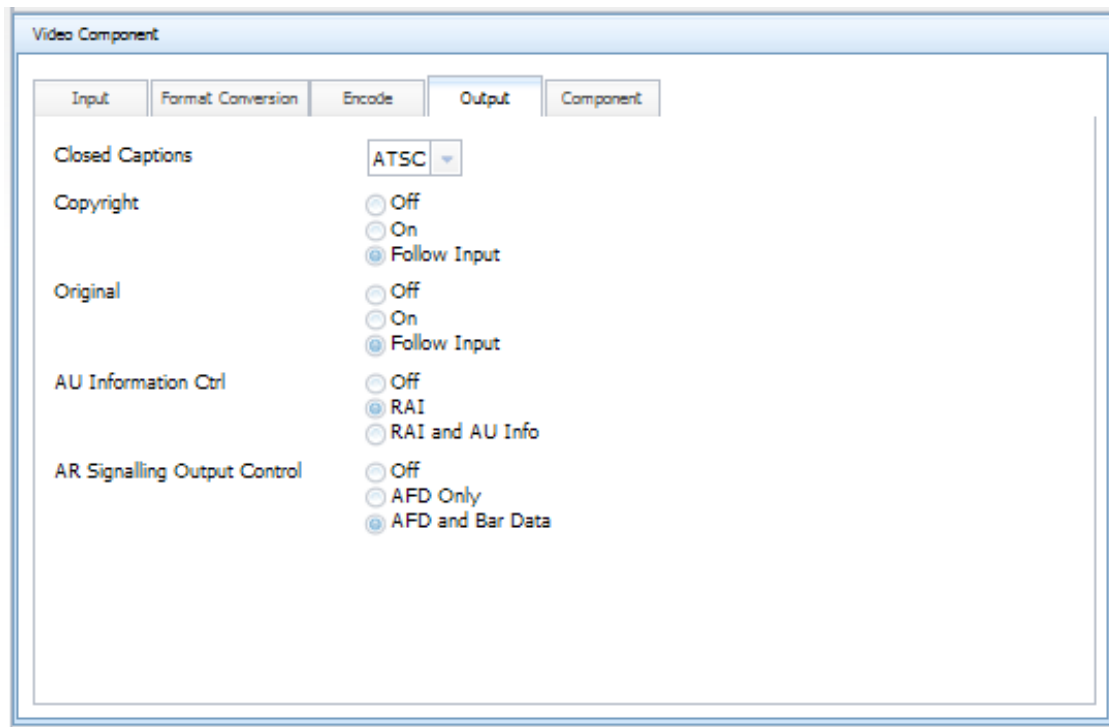 Video Component
Input Format Conversion Encode Output Component
Closed Captions ATSC
Copyright Off
On
Follow Input
Original Off
On
Follow Input
AU Information Ctrl Off
RAI
RAI and AU Info
AR Signalling Output Control Off
AFD Only
AFD and Bar Data